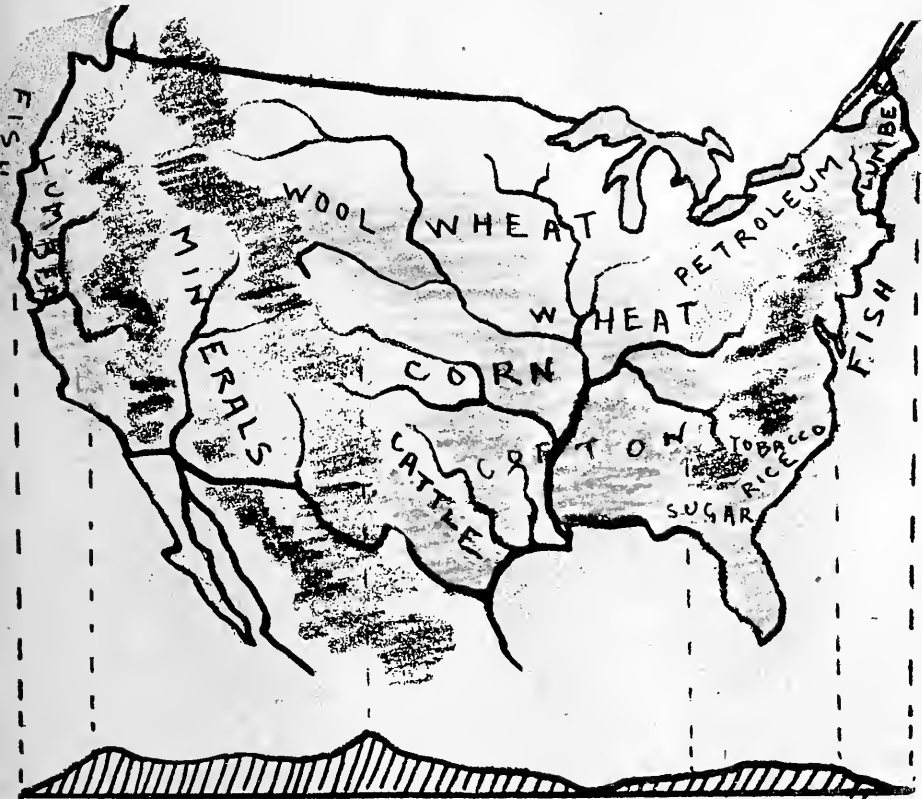 FISH
LUMBER
MINERALS
WOOL
WHEAT
WHEAT
CORN
CATTLE
COTTON
PETROLEUM
LUMBE
FISH
TOBACCO
RICE
SUGAR